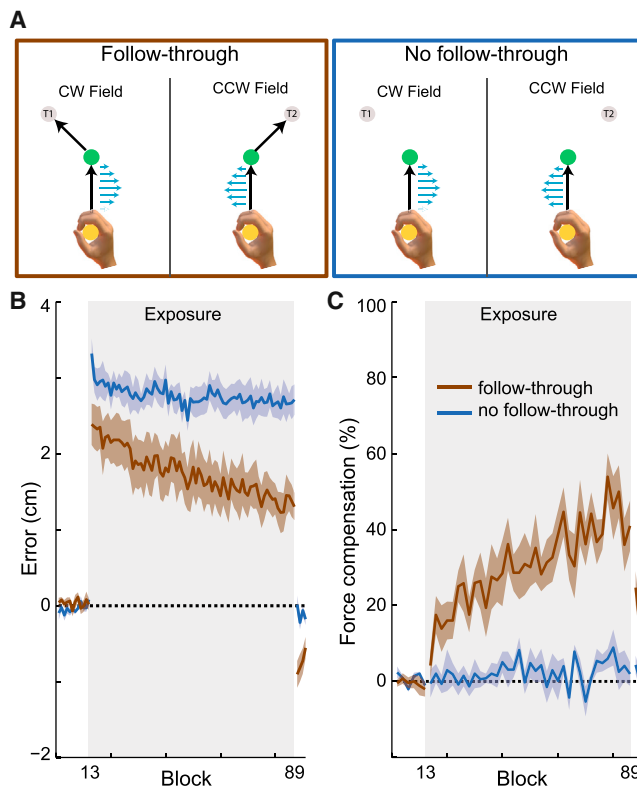 A
Follow-through
No follow-through
CW Field
CCW Field
CW Field
CCW Field
T1
T2
T1
T2
B
C
4
2
0
−2
Error (cm)
Exposure
13
89
Block
100
80
60
40
20
0
Force compensation (%)
Exposure
follow-through
no follow-through
13
89
Block